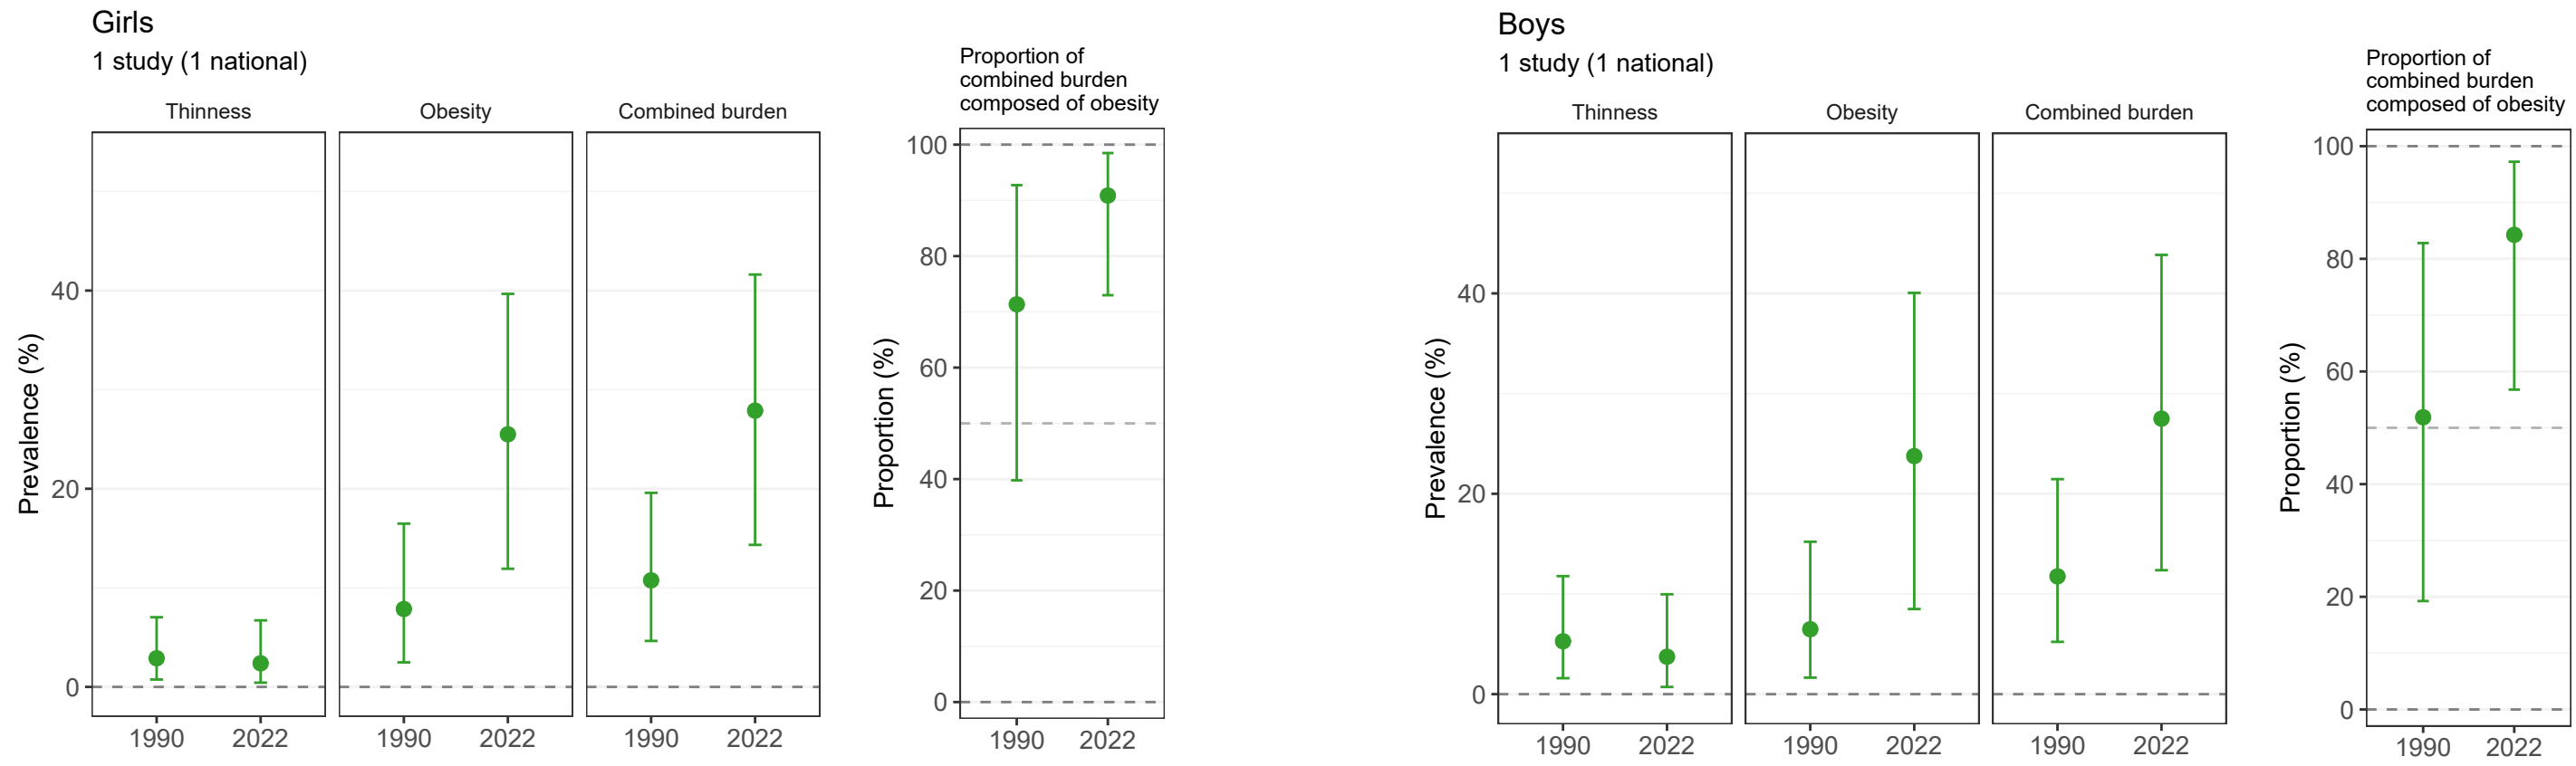 Girls
1 study (1 national)
Thinness
Obesity
Combined burden
Prevalence (%)
40
20
0
1990 2022
1990 2022
1990 2022
Proportion of
combined burden
composed of obesity
Proportion (%)
100
80
60
40
20
0
1990 2022
Boys
1 study (1 national)
Thinness
Obesity
Combined burden
Prevalence (%)
40
20
0
1990 2022
1990 2022
1990 2022
Proportion of
combined burden
composed of obesity
Proportion (%)
100
80
60
40
20
0
1990 2022